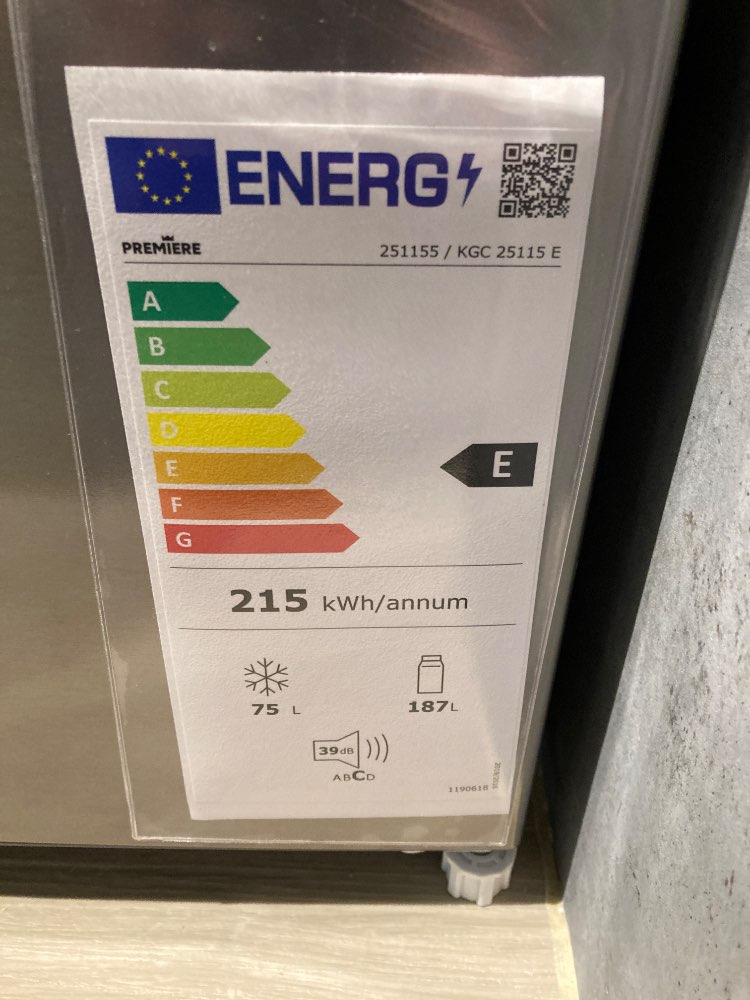 ENERG
PREMIERE
251155 / KGC 25115 E
A
B
C
D
E
E
F
G
215 kWh/annum
75 L
187L
39dB
ABCD
1190618